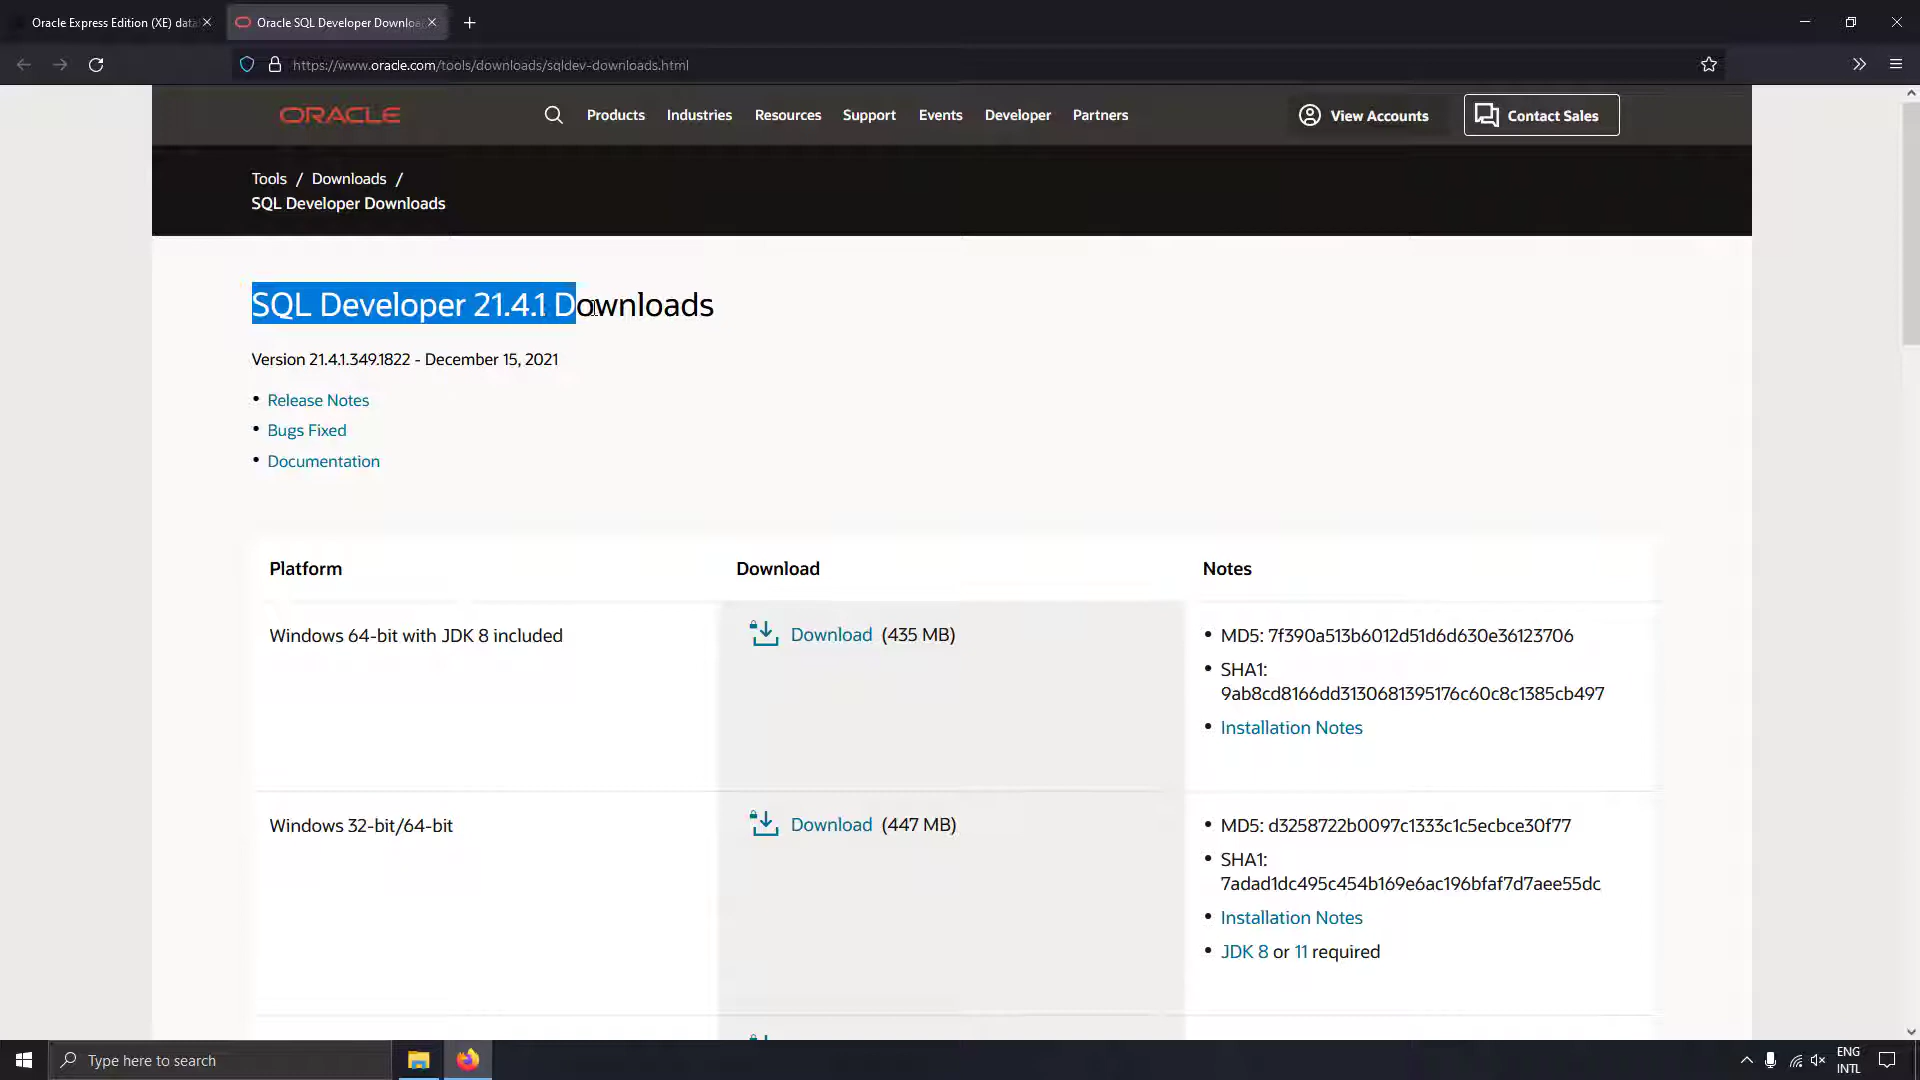 Oracle Express Edition (XE) data
Oracle SQL Developer Downloa
https://www.oracle.com/tools/downloads/sqldev-downloads.html
ORACLE
Products
Industries
Resources
Support
Events
Developer
Partners
View Accounts
Contact Sales
Tools / Downloads /
SQL Developer Downloads
SQL Developer 21.4.1 Downloads
Version 21.4.1.349.1822 - December 15, 2021
• Release Notes
• Bugs Fixed
• Documentation
Platform
Download
Notes
Windows 64-bit with JDK 8 included
Download (435 MB)
• MD5: 7f390a513b6012d51d6d630e36123706
• SHA1:
9ab8cd8166dd3130681395176c60c8c1385cb497
• Installation Notes
Windows 32-bit/64-bit
Download (447 MB)
• MD5: d3258722b0097c1333c1c5ecbce30f77
• SHA1:
7adad1dc495c454b169e6ac196bfaf7d7aee55dc
• Installation Notes
• JDK 8 or 11 required
Type here to search
ENG
INTL